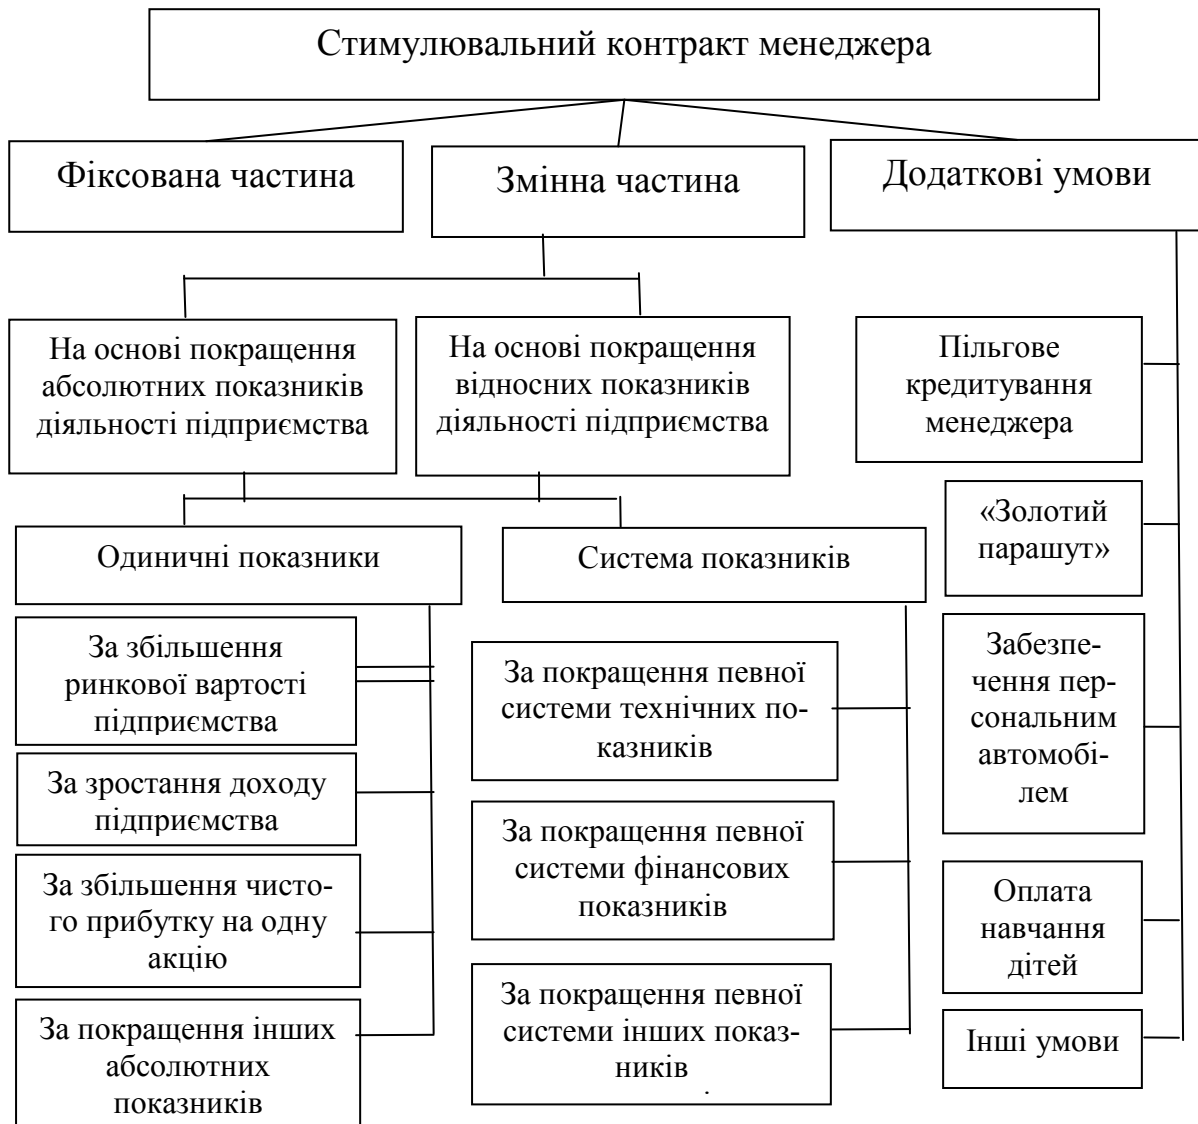 Стимулювальний контракт менеджера
Фіксована частина
Змінна частина
Додаткові умови
На основі покращення
абсолютних показників
діяльності підприємства
На основі покращення
відносних показників
діяльності підприємства
Одиничні показники
Система показників
За збільшення
ринкової вартості
підприємства
За зростання доходу
підприємства
За збільшення чисто-
го прибутку на одну
акцію
За покращення інших
абсолютних
показників
За покращення певної
системи технічних по-
казників
За покращення певної
системи фінансових
показників
За покращення певної
системи інших показ-
ників
.
Пільгове
кредитування
менеджера
«Золотий
парашут»
Забезпе-
чення пер-
сональним
автомобі-
лем
Оплата
навчання
дітей
Інші умови